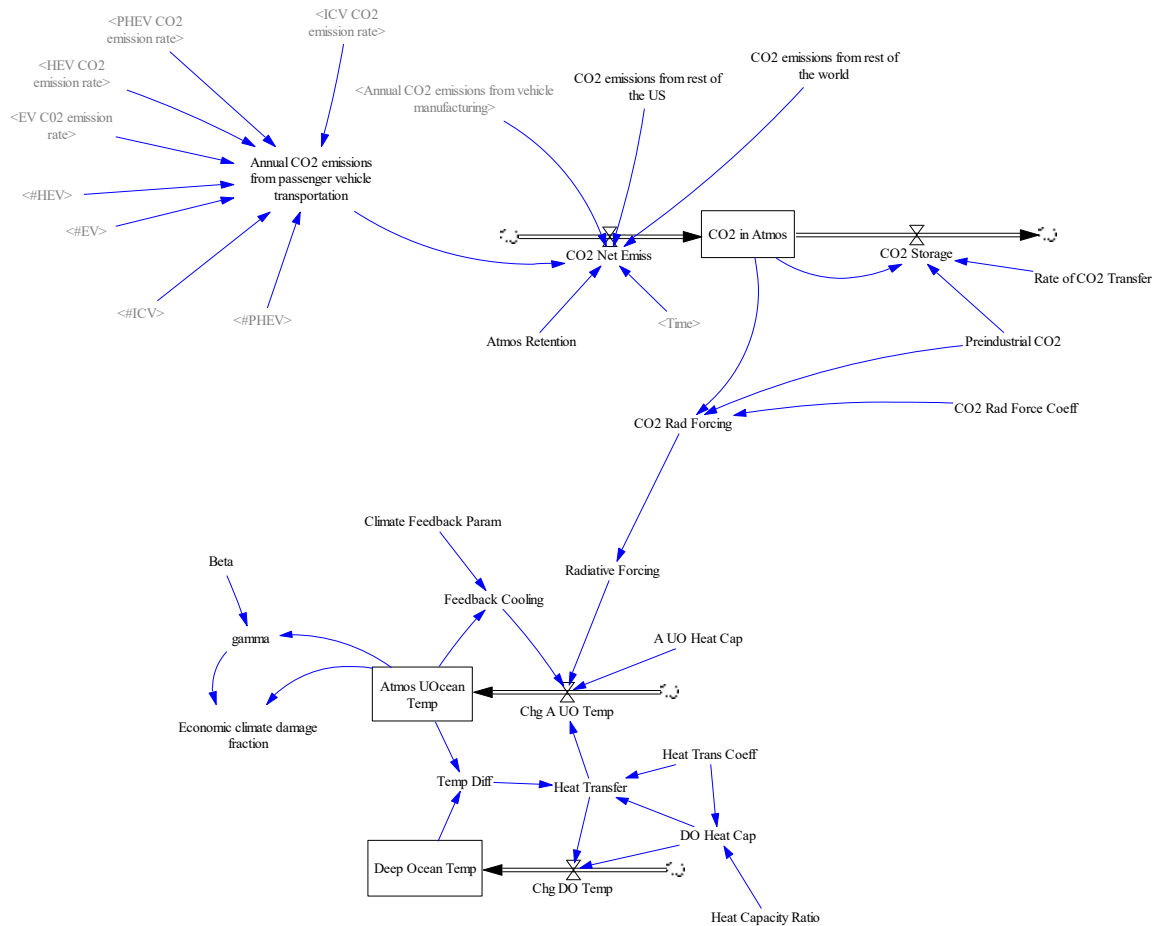 <PHEV CO2
emission rate>
<ICV CO2
emission rate>
<HEV CO2
emission rate>
<EV C02 emission
rate>
<#HEV>
<#EV>
<#ICV>
<#PHEV>
Annual CO2 emissions
from passenger vehicle
transportation
<Annual CO2 emissions from vehicle
manufacturing>
CO2 emissions from rest of
the US
CO2 emissions from rest of
the world
CO2 Net Emiss
CO2 in Atmos
CO2 Storage
Rate of CO2 Transfer
Atmos Retention
<Time>
Preindustrial CO2
CO2 Rad Force Coeff
CO2 Rad Forcing
Climate Feedback Param
Radiative Forcing
Beta
Feedback Cooling
gamma
A UO Heat Cap
Atmos UOcean
Temp
Chg A UO Temp
Economic climate damage
fraction
Heat Trans Coeff
Temp Diff
Heat Transfer
DO Heat Cap
Deep Ocean Temp
Chg DO Temp
Heat Capacity Ratio